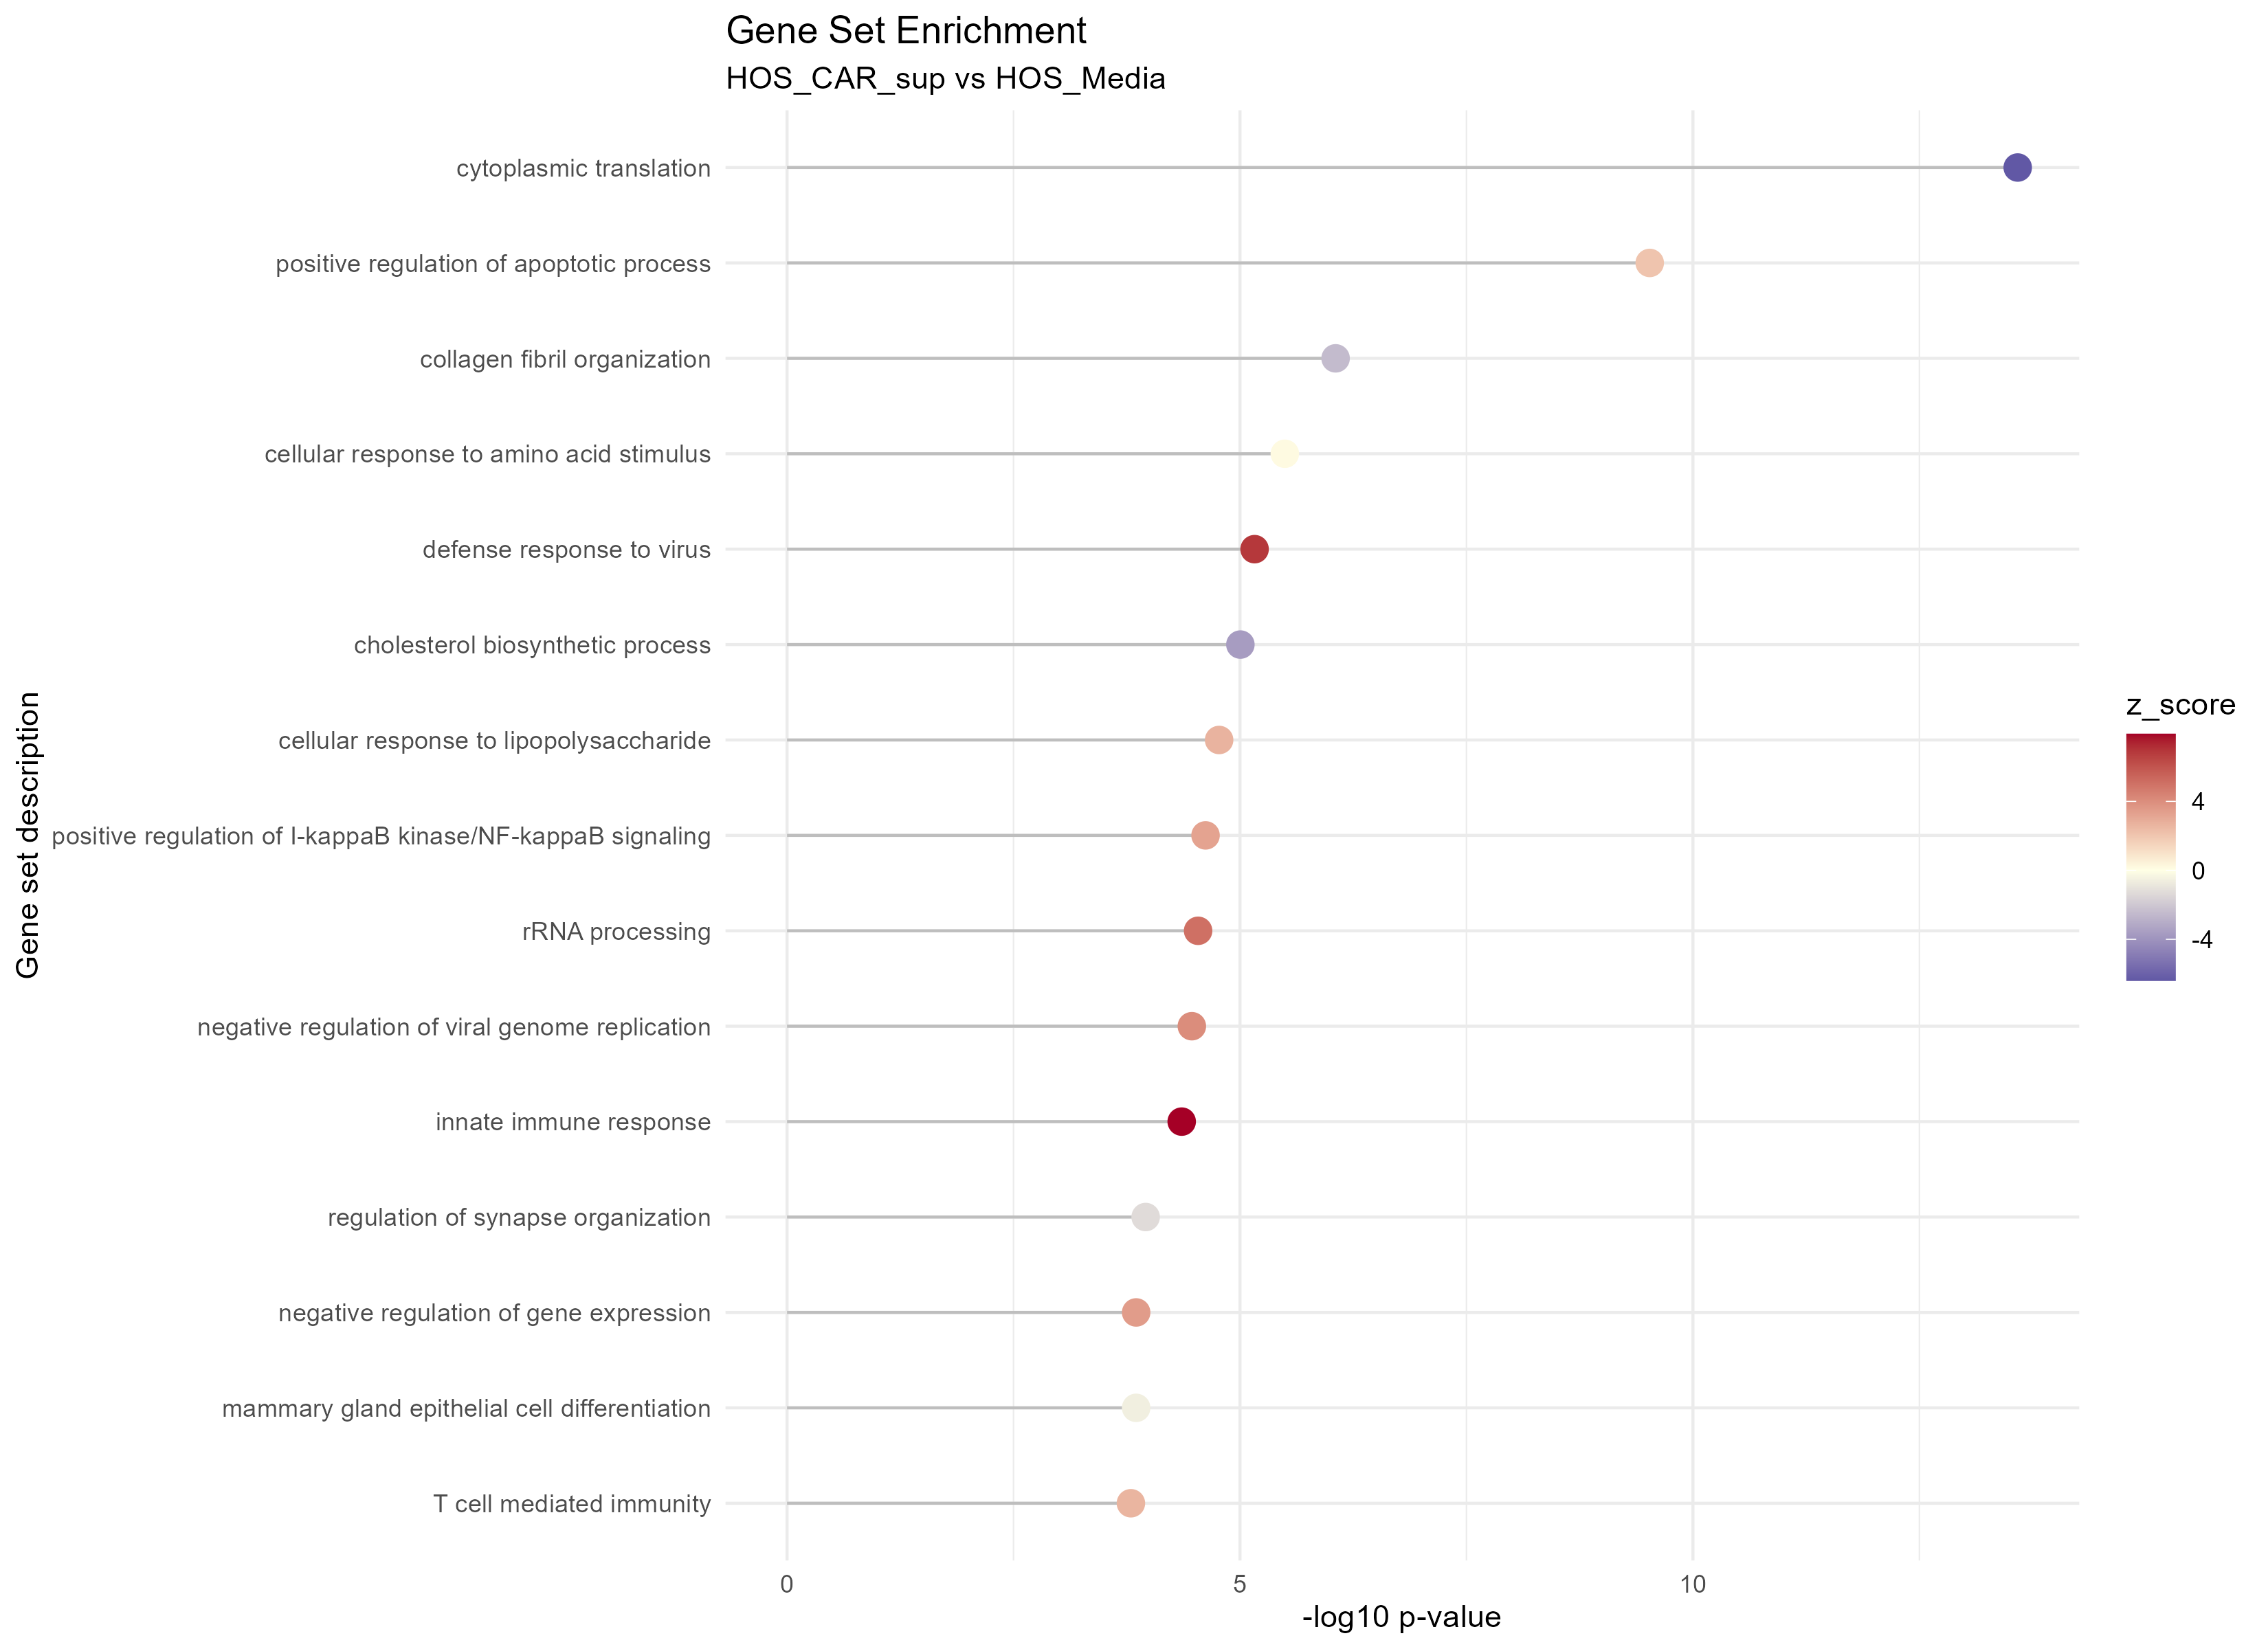 Gene Set Enrichment
HOS_CAR_sup vs HOS_Media
Gene set description
cytoplasmic translation
positive regulation of apoptotic process
collagen fibril organization
cellular response to amino acid stimulus
defense response to virus
cholesterol biosynthetic process
cellular response to lipopolysaccharide
positive regulation of I-kappaB kinase/NF-kappaB signaling
rRNA processing
negative regulation of viral genome replication
innate immune response
regulation of synapse organization
negative regulation of gene expression
mammary gland epithelial cell differentiation
T cell mediated immunity
0 5 10
-log10 p-value
z_score
4
0
-4